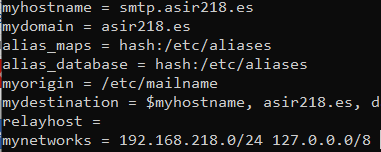 myhostname = smtp.asir218.es
mydomain = asir218.es
alias_maps = hash:/etc/aliases
alias_database = hash:/etc/aliases
myorigin = /etc/mailname
mydestination = $myhostname, asir218.es, d
relayhost =
mynetworks = 192.168.218.0/24 127.0.0.0/8